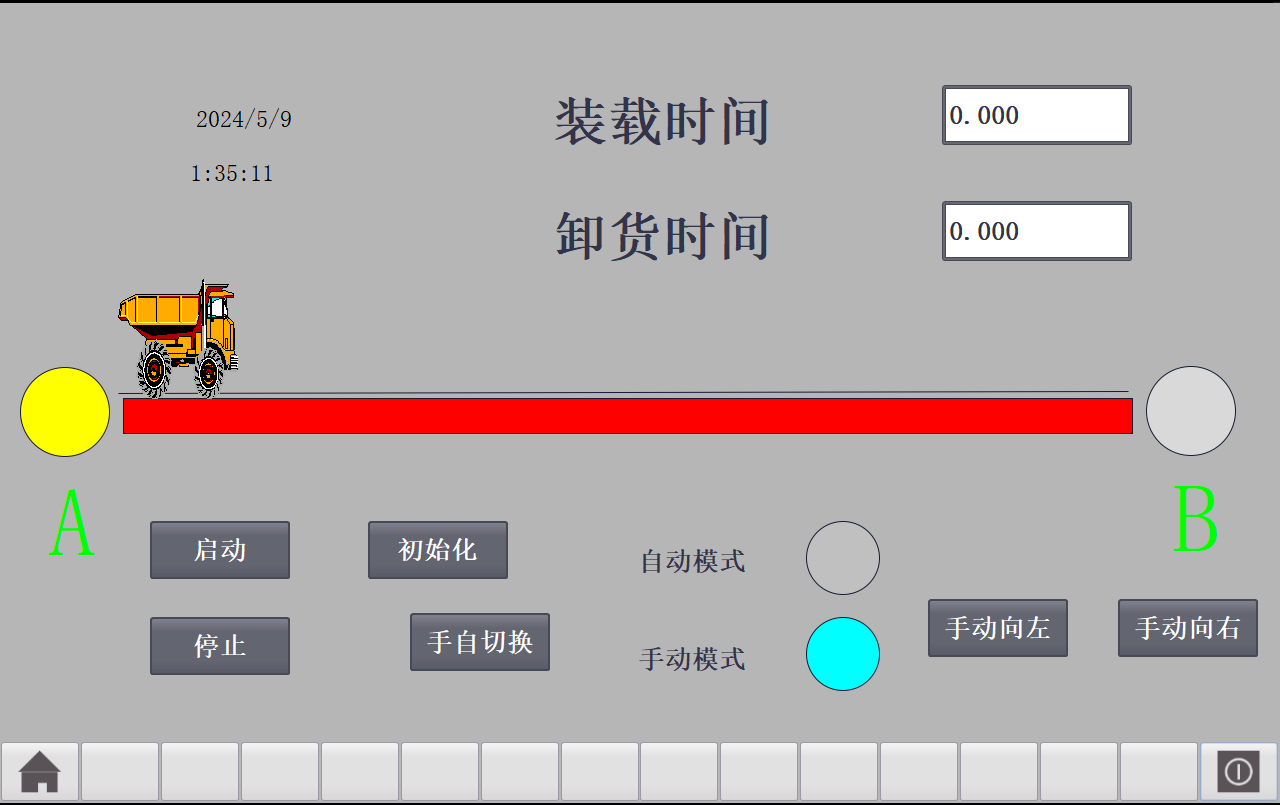 2024/5/9
1:35:11
装载时间
0.000
卸货时间
0.000
A
B
启动
初始化
自动模式
停止
手自切换
手动模式
手动向左
手动向右